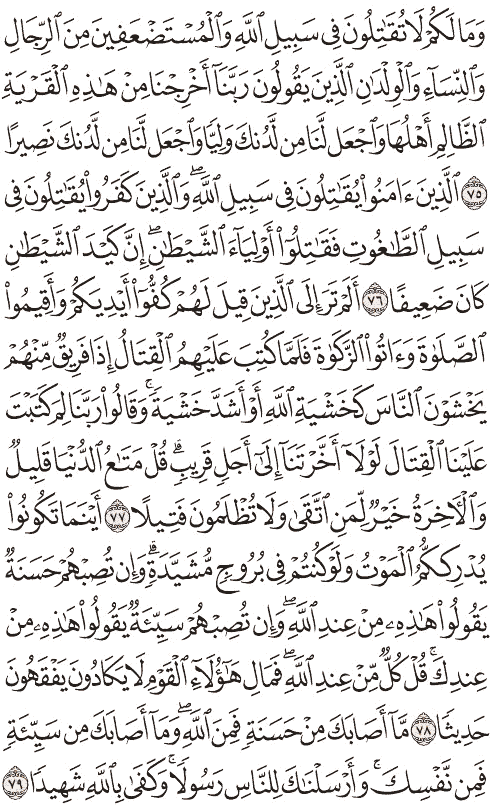 وَمَا لَكُمْ لَا تُقَٰتِلُونَ فِى سَبِيلِ ٱللَّهِ وَٱلْمُسْتَضْعَفِينَ مِنَ ٱلرِّجَالِ
وَٱلنِّسَآءِ وَٱلْوِلْدَٰنِ ٱلَّذِينَ يَقُولُونَ رَبَّنَآ أَخْرِجْنَا مِنْ هَٰذِهِ ٱلْقَرْيَةِ
ٱلظَّالِمِ أَهْلُهَا وَٱجْعَل لَّنَا مِن لَّدُنكَ وَلِيًّا وَٱجْعَل لَّنَا مِن لَّدُنكَ نَصِيرًا
٧٥ ٱلَّذِينَ ءَامَنُوا۟ يُقَٰتِلُونَ فِى سَبِيلِ ٱللَّهِ ۖ وَٱلَّذِينَ كَفَرُوا۟ يُقَٰتِلُونَ فِى
سَبِيلِ ٱلطَّٰغُوتِ فَقَٰتِلُوٓا۟ أَوْلِيَآءَ ٱلشَّيْطَٰنِ ۖ إِنَّ كَيْدَ ٱلشَّيْطَٰنِ
كَانَ ضَعِيفًا ٧٦ أَلَمْ تَرَ إِلَى ٱلَّذِينَ قِيلَ لَهُمْ كُفُّوٓا۟ أَيْدِيَكُمْ وَأَقِيمُوا۟
ٱلصَّلَوٰةَ وَءَاتُوا۟ ٱلزَّكَوٰةَ فَلَمَّا كُتِبَ عَلَيْهِمُ ٱلْقِتَالُ إِذَا فَرِيقٌ مِّنْهُمْ
يَخْشَوْنَ ٱلنَّاسَ كَخَشْيَةِ ٱللَّهِ أَوْ أَشَدَّ خَشْيَةً ۚ وَقَالُوا۟ رَبَّنَا لِمَ كَتَبْتَ
عَلَيْنَا ٱلْقِتَالَ لَوْلَآ أَخَّرْتَنَآ إِلَىٰٓ أَجَلٍ قَرِيبٍ ۗ قُلْ مَتَٰعُ ٱلدُّنْيَا قَلِيلٌ
وَٱلْءَاخِرَةُ خَيْرٌ لِّمَنِ ٱتَّقَىٰ وَلَا تُظْلَمُونَ فَتِيلًا ٧٧ أَيْنَمَا تَكُونُوا۟
يُدْرِككُّمُ ٱلْمَوْتُ وَلَوْ كُنتُمْ فِى بُرُوجٍ مُّشَيَّدَةٍ ۗ وَإِن تُصِبْهُمْ حَسَنَةٌ
يَقُولُوا۟ هَٰذِهِۦ مِنْ عِندِ ٱللَّهِ ۖ وَإِن تُصِبْهُمْ سَيِّئَةٌ يَقُولُوا۟ هَٰذِهِۦ مِنْ
عِندِكَ ۚ قُلْ كُلٌّ مِّنْ عِندِ ٱللَّهِ ۖ فَمَالِ هَٰٓؤُلَآءِ ٱلْقَوْمِ لَا يَكَادُونَ يَفْقَهُونَ
حَدِيثًا ٧٨ مَّآ أَصَابَكَ مِنْ حَسَنَةٍ فَمِنَ ٱللَّهِ ۖ وَمَآ أَصَابَكَ مِن سَيِّئَةٍ
فَمِن نَّفْسِكَ ۚ وَأَرْسَلْنَٰكَ لِلنَّاسِ رَسُولًا ۚ وَكَفَىٰ بِٱللَّهِ شَهِيدًا ٧٩